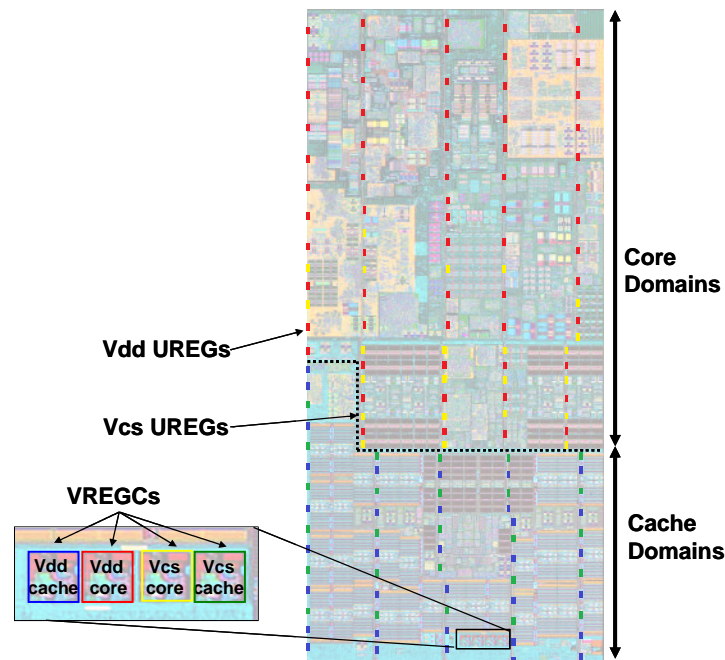 Core
Domains
Vdd UREGs
Vcs UREGs
VREGCs
Cache
Domains
Vdd
cache
Vdd
core
Vcs
core
Vcs
cache